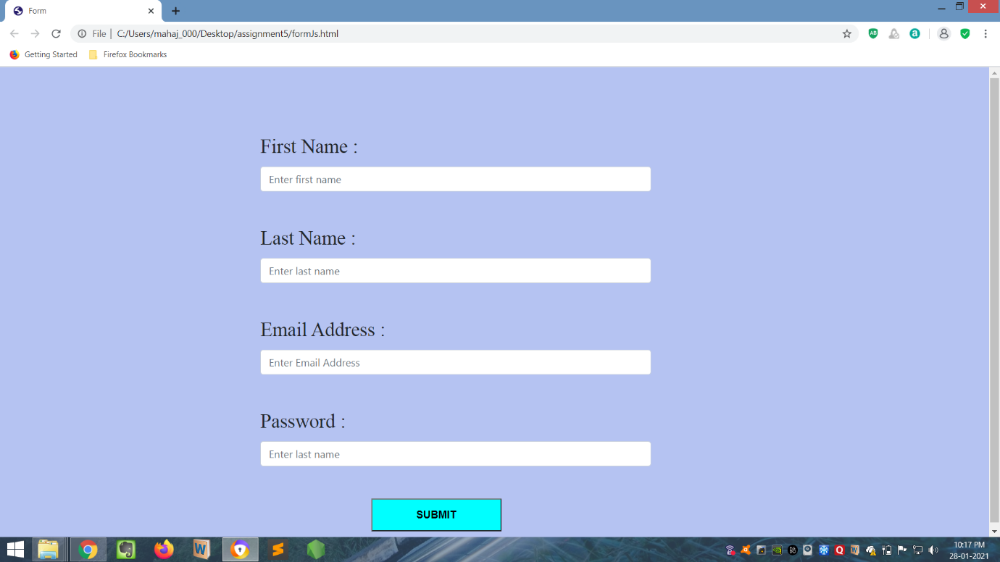 Form
File | C:/Users/mahaj_000/Desktop/assignment5/formJs.html
Getting Started Firefox Bookmarks
First Name :
Enter first name
Last Name :
Enter last name
Email Address :
Enter Email Address
Password :
Enter last name
SUBMIT
10:17 PM
28-01-2021